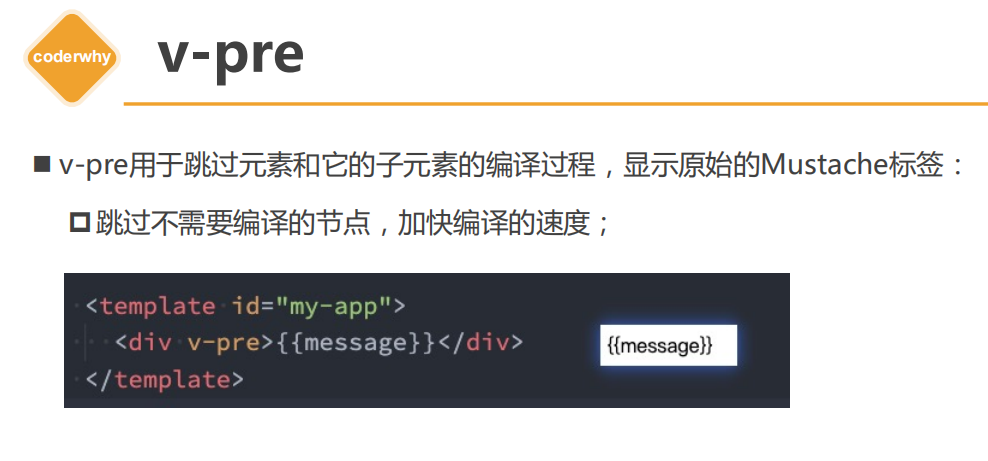 coderwhy
v-pre
v-pre用于跳过元素和它的子元素的编译过程，显示原始的Mustache标签：
跳过不需要编译的节点，加快编译的速度；
<template id="my-app">
<div v-pre>{{message}}</div>
{{message}}
</template>